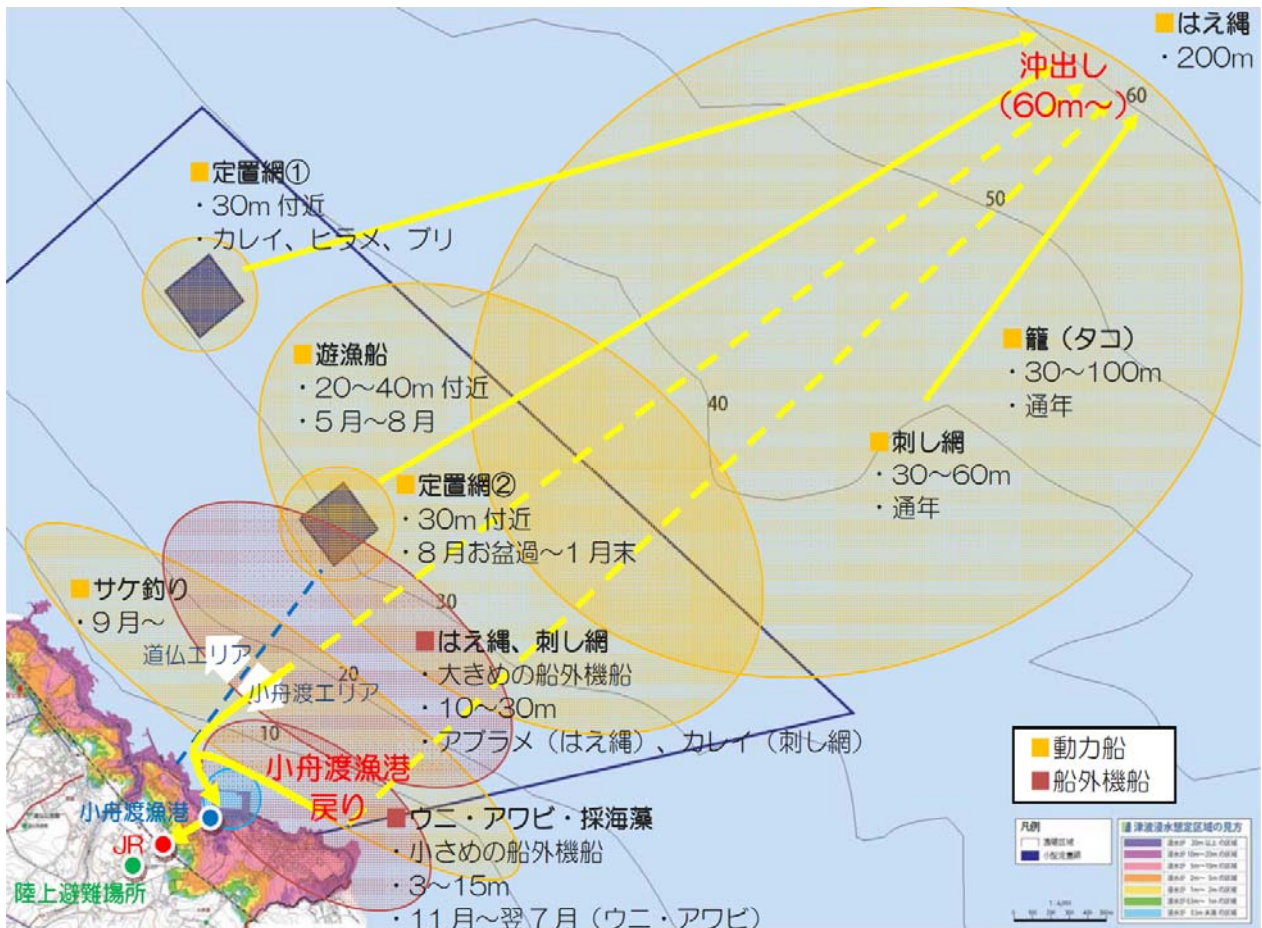 ■はえ縄
・200m
沖出し
(60m～)
60
50
40
30
20
10
■定置網①
・30m 付近
・カレイ、ヒラメ、ブリ
■遊漁船
・20～40m 付近
・5月～8月
■籠（タコ）
・30～100m
・通年
■刺し網
・30～60m
・通年
■定置網②
・30m 付近
・8月お盆過～1月末
■サケ釣り
・9月～
道仏エリア
小舟渡エリア
■はえ縄、刺し網
・大きめの船外機船
・10～30m
・アブラメ（はえ縄）、カレイ（刺し網）
小舟渡漁港
戻り
小舟渡漁港
JR
陸上避難場所
■ウニ・アワビ・採海藻
・小さめの船外機船
・3～15m
・11月～翌7月（ウニ・アワビ）
■動力船
■船外機船
凡例
津波浸水想定区域の見方